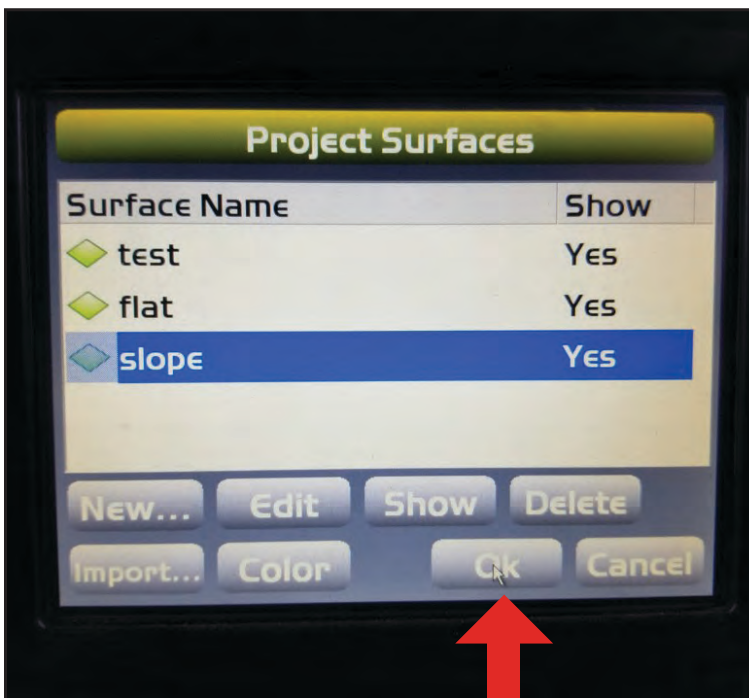 Project Surfaces
Surface Name Show
test Yes
flat Yes
slope Yes
New... Edit Show Delete
Import... Color Ok Cancel